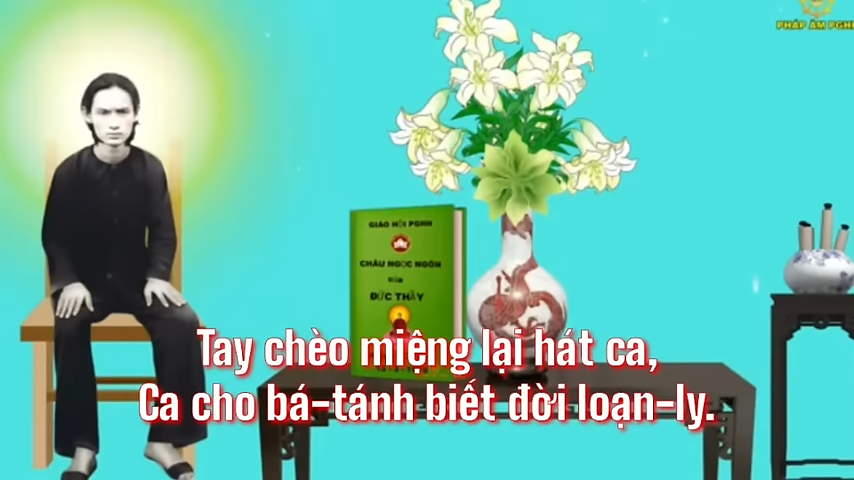 PHÁP ÂM PGHH
GIÁO HỘI PGHH
CHÂU NGỌC NGÔN
của
ĐỨC THẦY
Tay chèo miệng lại hát ca,
Ca cho bá-tánh biết đời loạn-ly.